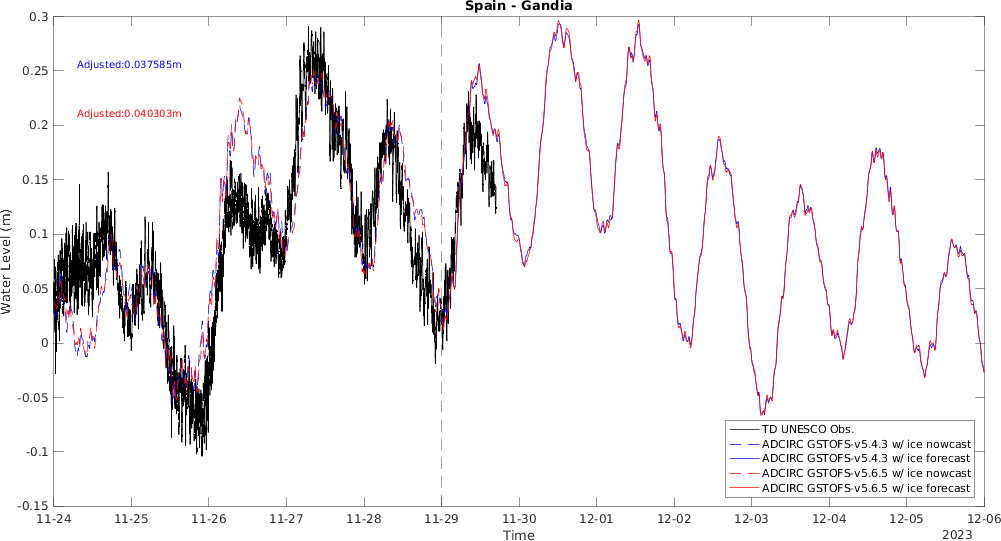 Spain - Gandia
0.3
0.25
0.2
0.15
0.1
0.05
0
-0.05
-0.1
-0.15
Water Level (m)
Adjusted:0.037585m
Adjusted:0.040303m
TD UNESCO Obs.
ADCIRC GSTOFS-v5.4.3 w/ ice nowcast
ADCIRC GSTOFS-v5.4.3 w/ ice forecast
ADCIRC GSTOFS-v5.6.5 w/ ice nowcast
ADCIRC GSTOFS-v5.6.5 w/ ice forecast
11-24 11-25 11-26 11-27 11-28 11-29 11-30 12-01 12-02 12-03 12-04 12-05 12-06
Time
2023